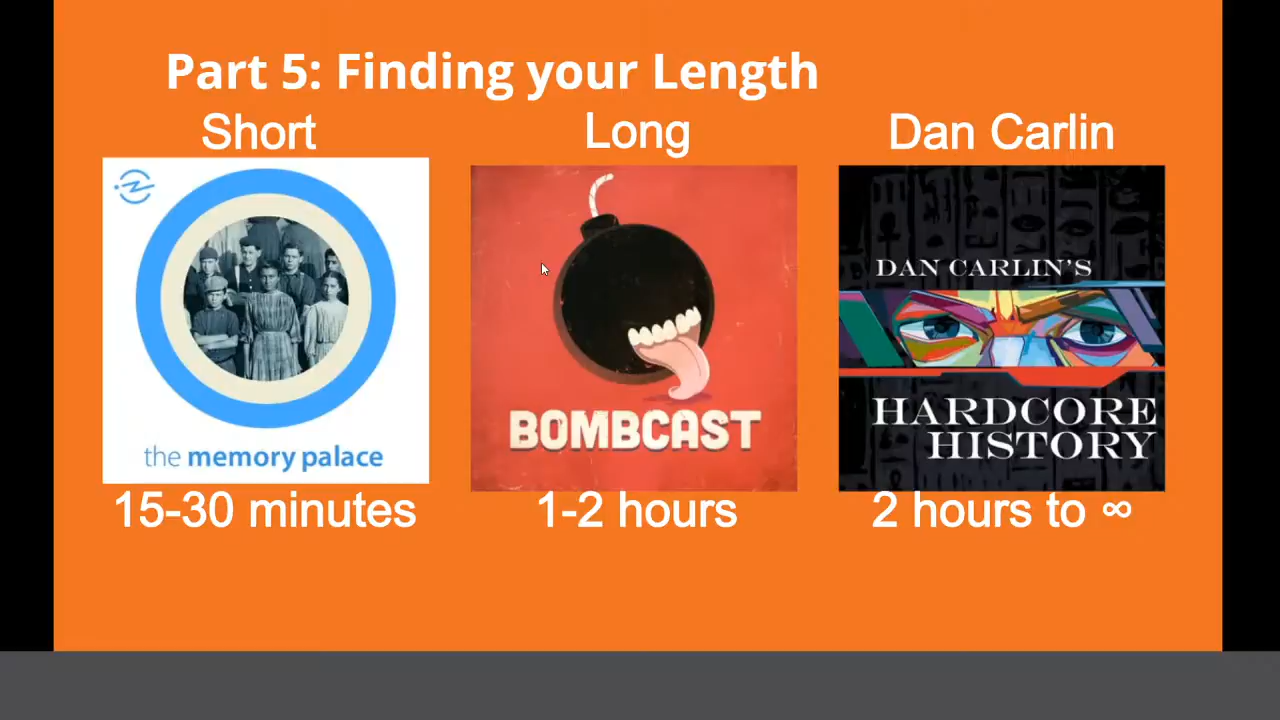 Part 5: Finding your Length
Short
Long
Dan Carlin
the memory palace
BOMBCAST
DAN CARLIN'S
HARDCORE
HISTORY
15-30 minutes
1-2 hours
2 hours to ∞